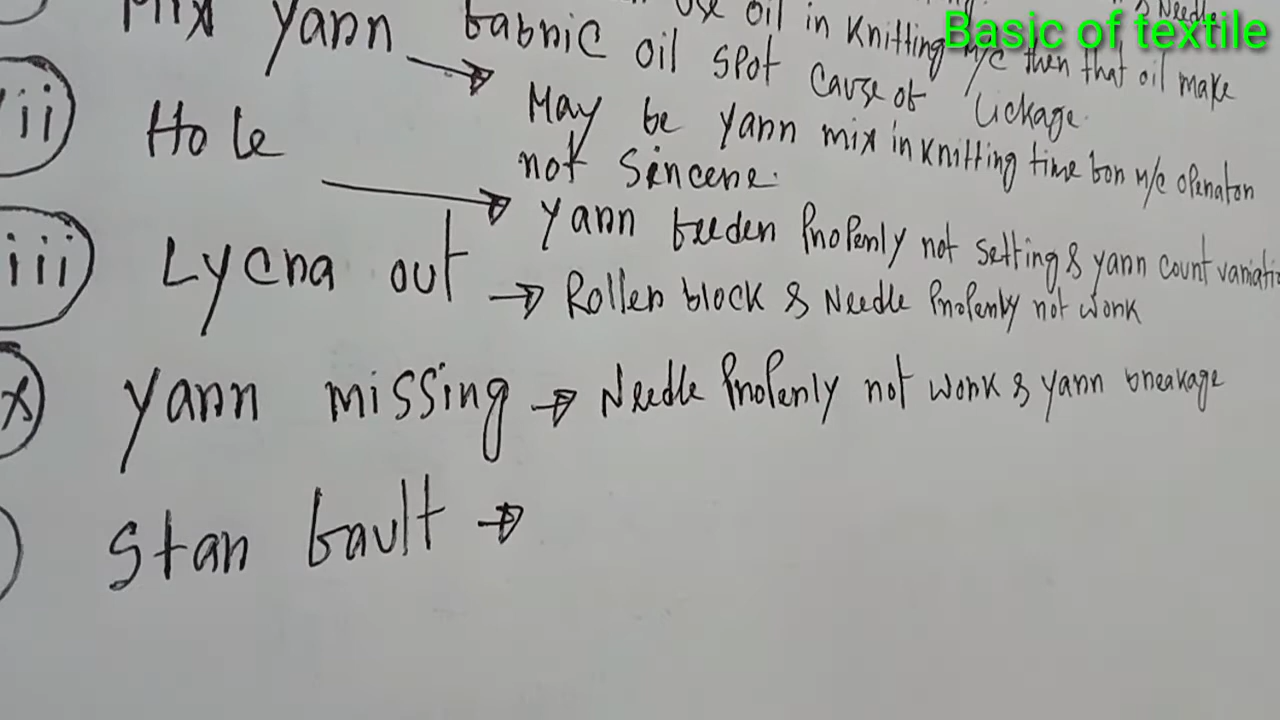 Basic of textile
use oil in Knitting m/c then that oil make
fabric oil spot cause of lickage.
Mix yarn → May be yarn mix in knitting time for m/c operator
not sincere.
(ii) Hole → Yarn feeder Properly not setting & yarn count variatio
(iii) Lycra out → Roller block & Needle Properly not work
x) Yarn missing → Needle Properly not work & yarn breakage
Star fault →